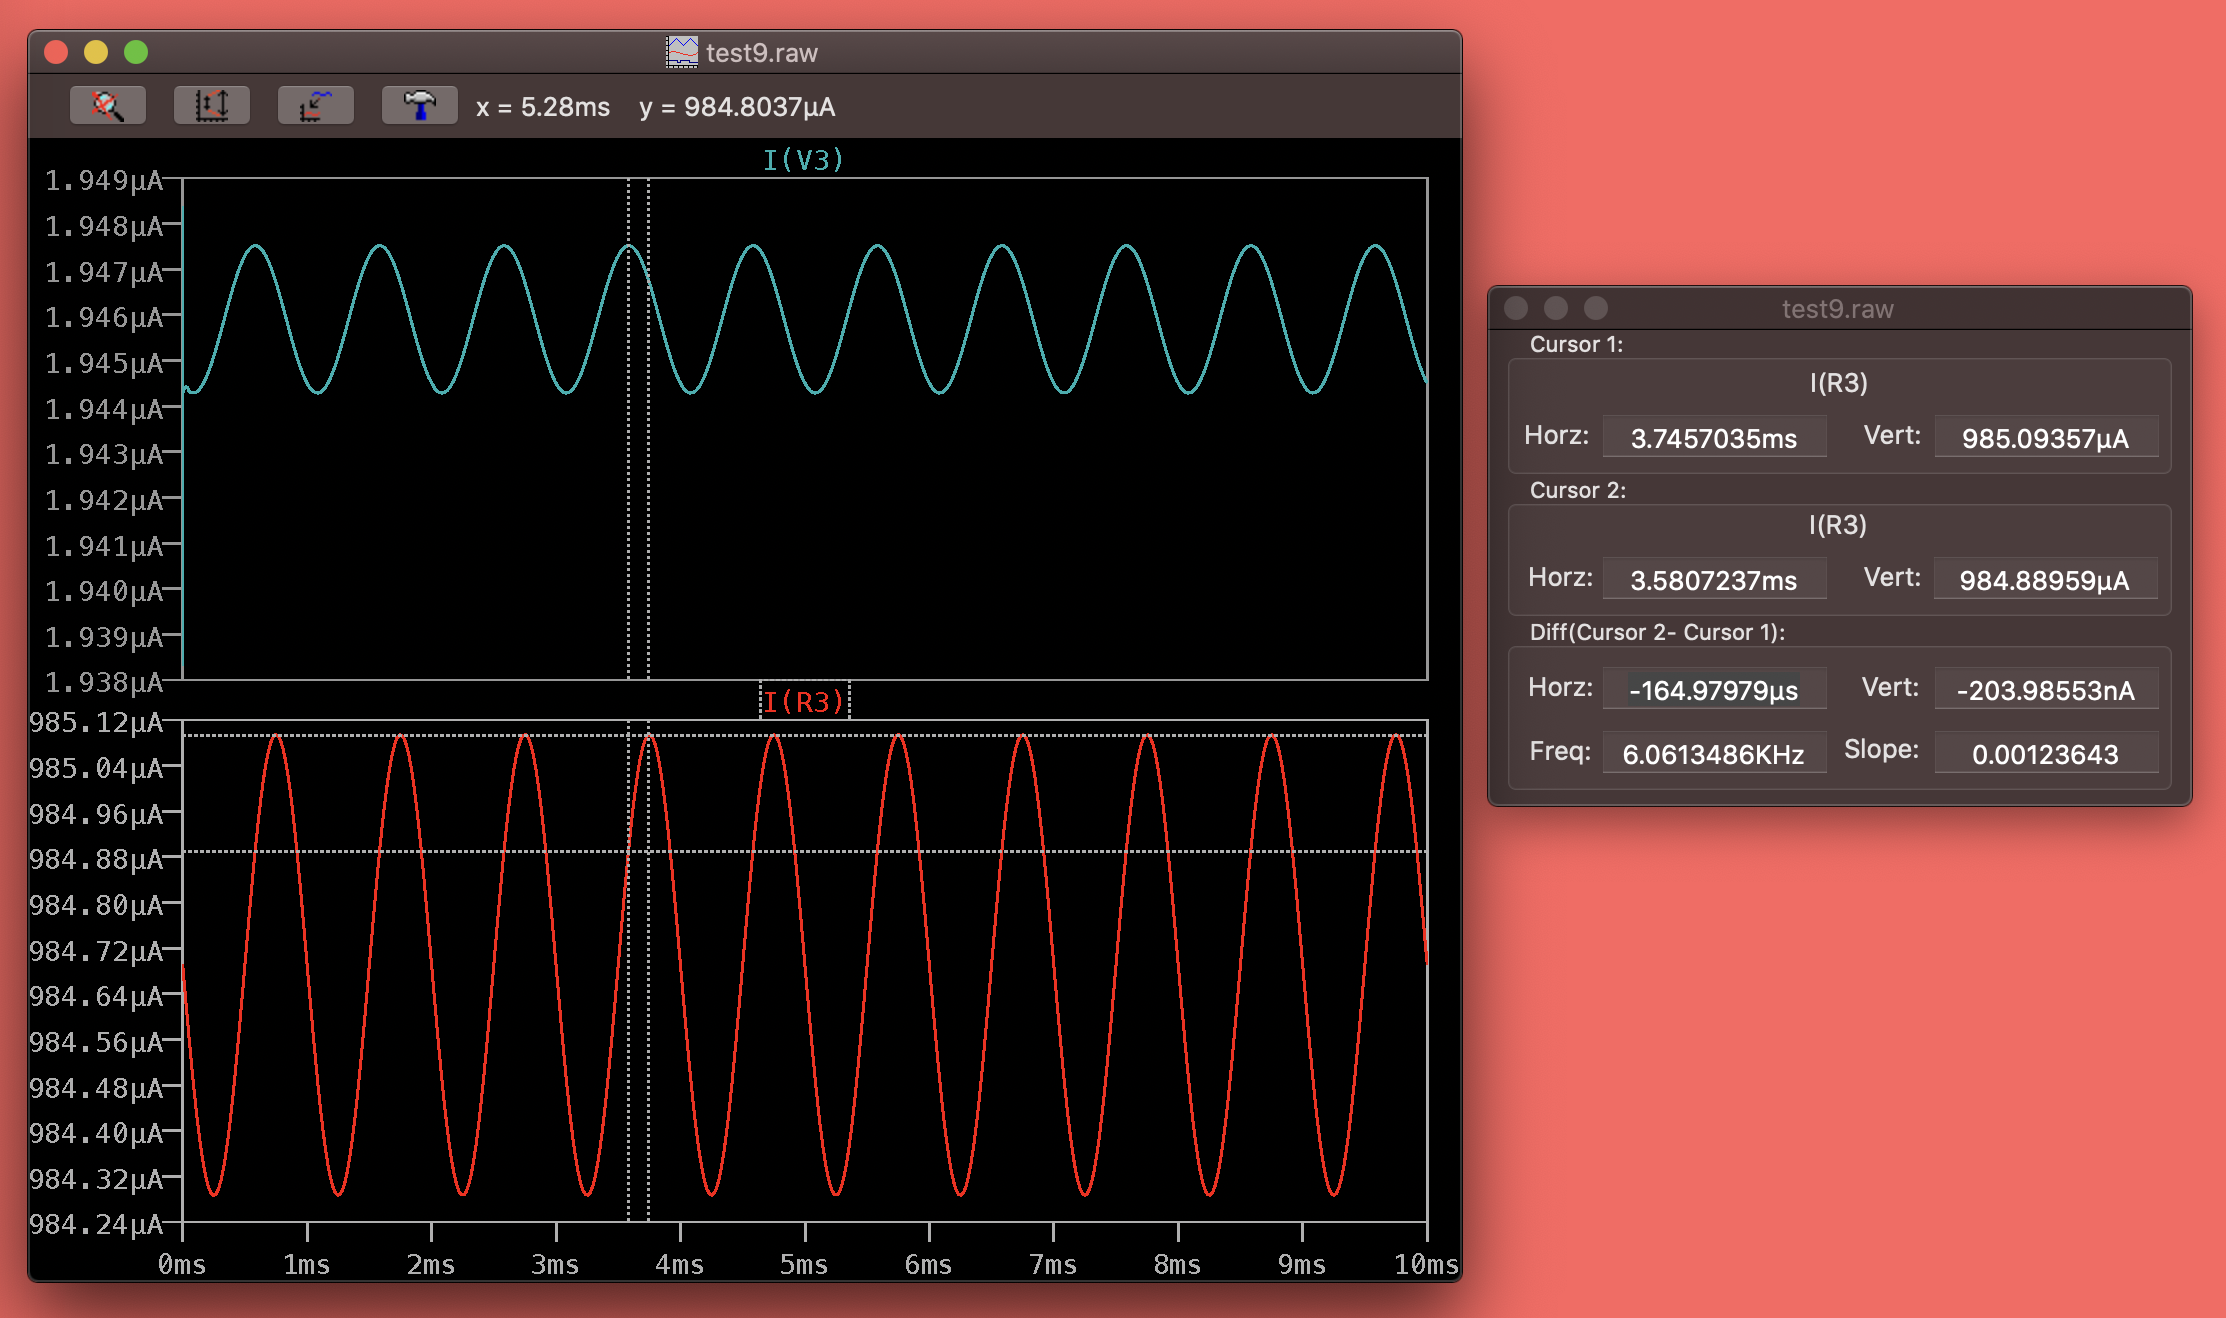 test9.raw
x = 5.28ms y = 984.8037µA
I(V3)
1.949µA
1.948µA
1.947µA
1.946µA
1.945µA
1.944µA
1.943µA
1.942µA
1.941µA
1.940µA
1.939µA
1.938µA
I(R3)
985.12µA
985.04µA
984.96µA
984.88µA
984.80µA
984.72µA
984.64µA
984.56µA
984.48µA
984.40µA
984.32µA
984.24µA
0ms 1ms 2ms 3ms 4ms 5ms 6ms 7ms 8ms 9ms 10ms
test9.raw
Cursor 1:
I(R3)
Horz: 3.7457035ms Vert: 985.09357µA
Cursor 2:
I(R3)
Horz: 3.5807237ms Vert: 984.88959µA
Diff(Cursor 2- Cursor 1):
Horz: -164.97979µs Vert: -203.98553nA
Freq: 6.0613486KHz Slope: 0.00123643